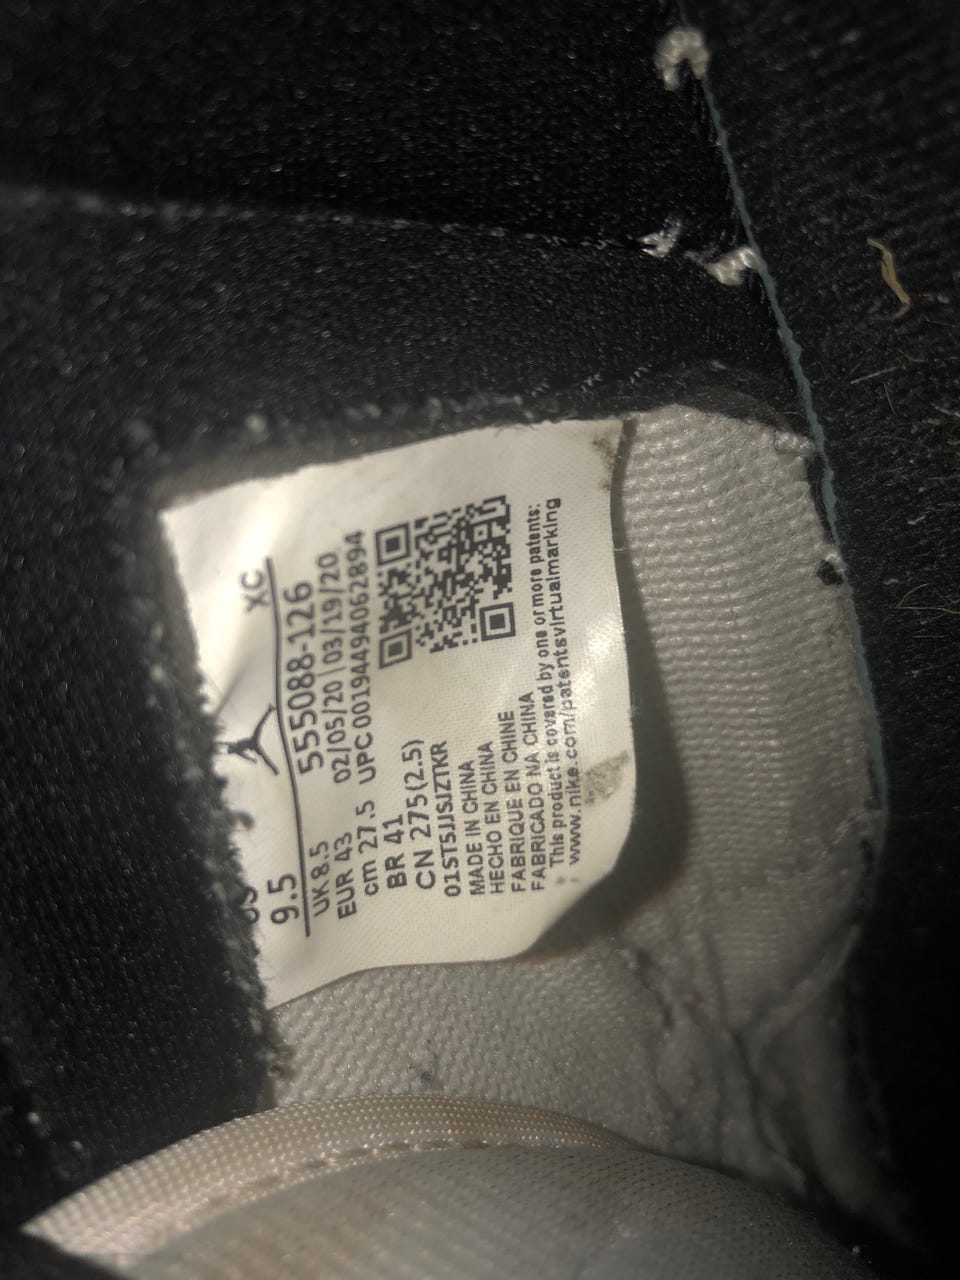 US
9.5
XC
UK 8.5
EUR 43
cm 27.5
BR 41
CN 275(2.5)
555088-126
02/05/20 | 03/19/20
UPC 00194494062894
01ST5JJSJZTKR
MADE IN CHINA
HECHO EN CHINA
FABRIQUE EN CHINE
FABRICADO NA CHINA
* This product is covered by one or more patents:
www.nike.com/patentsvirtualmarking